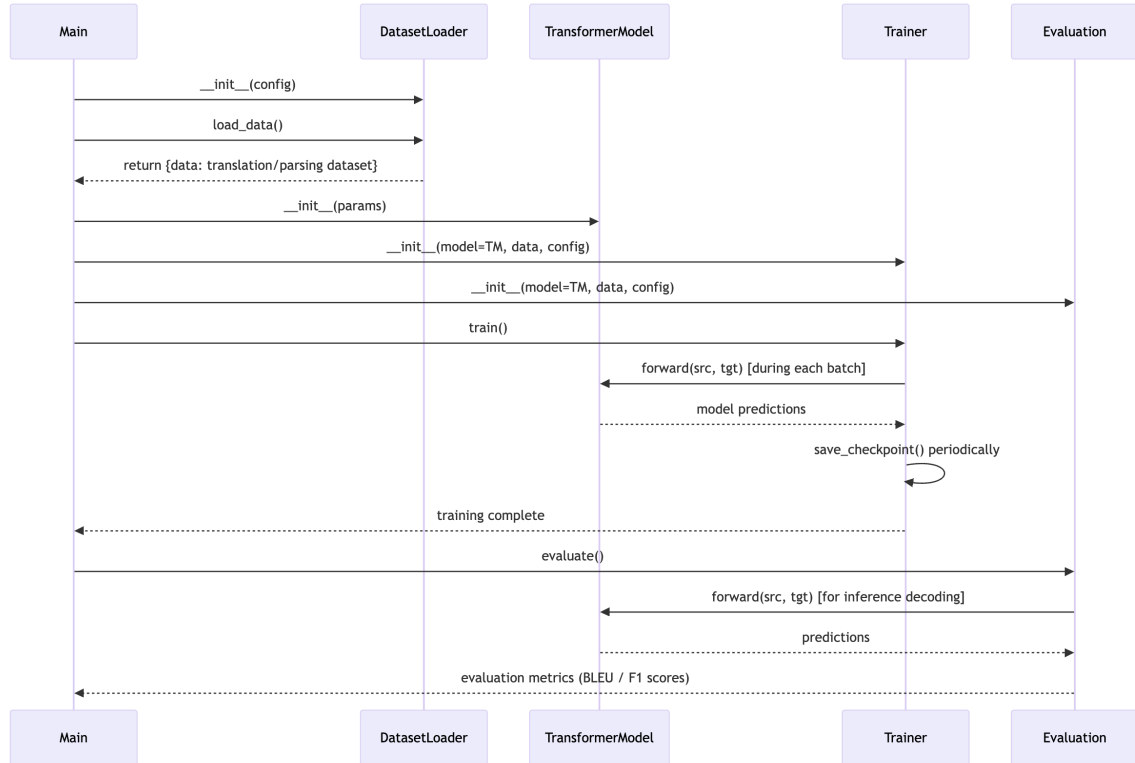 Main DatasetLoader TransformerModel Trainer Evaluation
__init__(config)
load_data()
return {data: translation/parsing dataset}
__init__(params)
__init__(model=TM, data, config)
__init__(model=TM, data, config)
train()
forward(src, tgt) [during each batch]
model predictions
save_checkpoint() periodically
training complete
evaluate()
forward(src, tgt) [for inference decoding]
predictions
evaluation metrics (BLEU / F1 scores)
Main DatasetLoader TransformerModel Trainer Evaluation